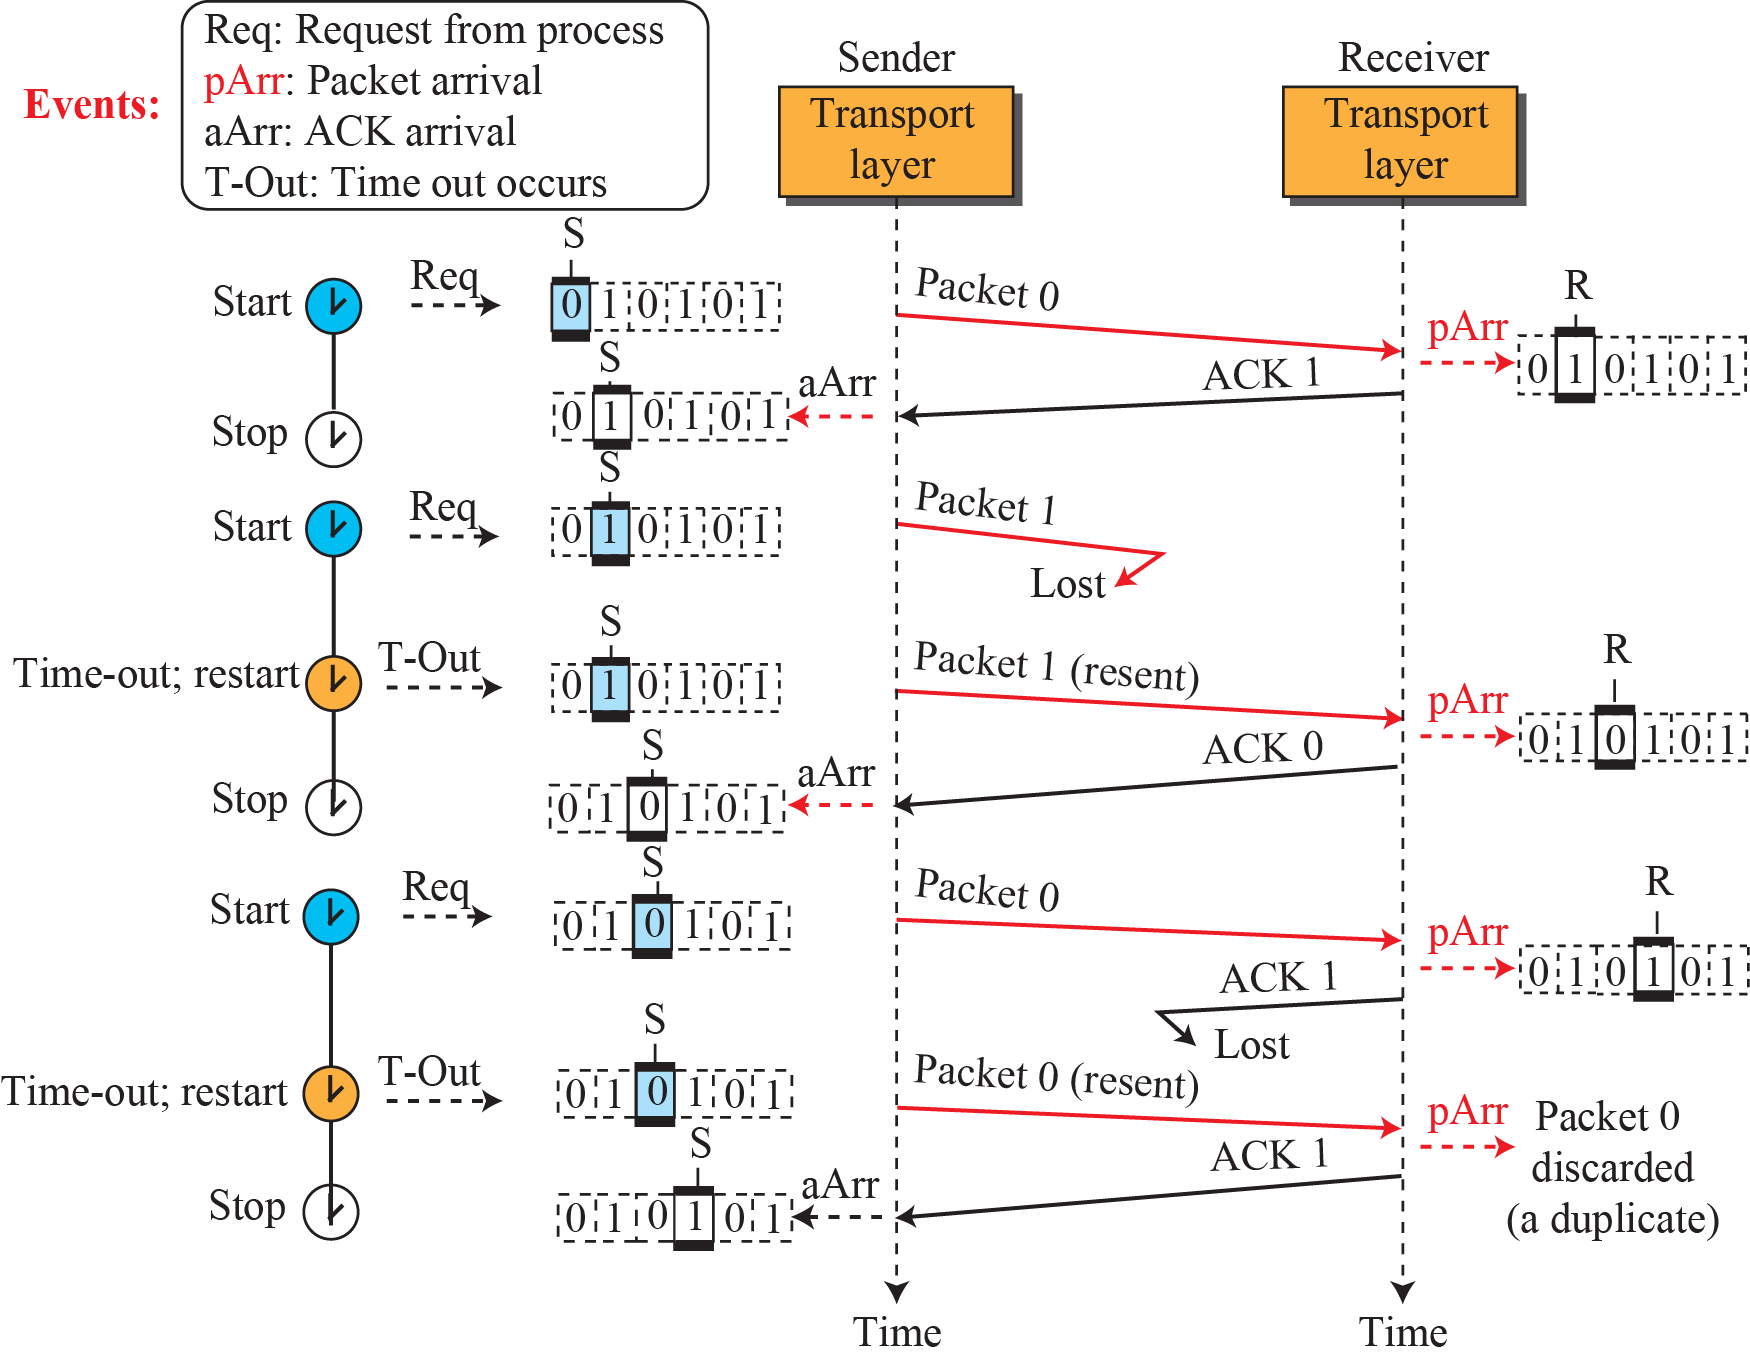 Events:
Req: Request from process
pArr: Packet arrival
aArr: ACK arrival
T-Out: Time out occurs
Sender
Transport
layer
Receiver
Transport
layer
Start
Req
S
0 1 0 1 0 1
Packet 0
pArr
R
0 1 0 1 0 1
Stop
S
0 1 0 1 0 1
aArr
ACK 1
Start
Req
S
0 1 0 1 0 1
Packet 1
Lost
Time-out; restart
T-Out
S
0 1 0 1 0 1
Packet 1 (resent)
pArr
R
0 1 0 1 0 1
Stop
S
0 1 0 1 0 1
aArr
ACK 0
Start
Req
S
0 1 0 1 0 1
Packet 0
pArr
R
0 1 0 1 0 1
ACK 1
Lost
Time-out; restart
T-Out
S
0 1 0 1 0 1
Packet 0 (resent)
pArr
Packet 0
discarded
(a duplicate)
Stop
S
0 1 0 1 0 1
aArr
ACK 1
Time
Time